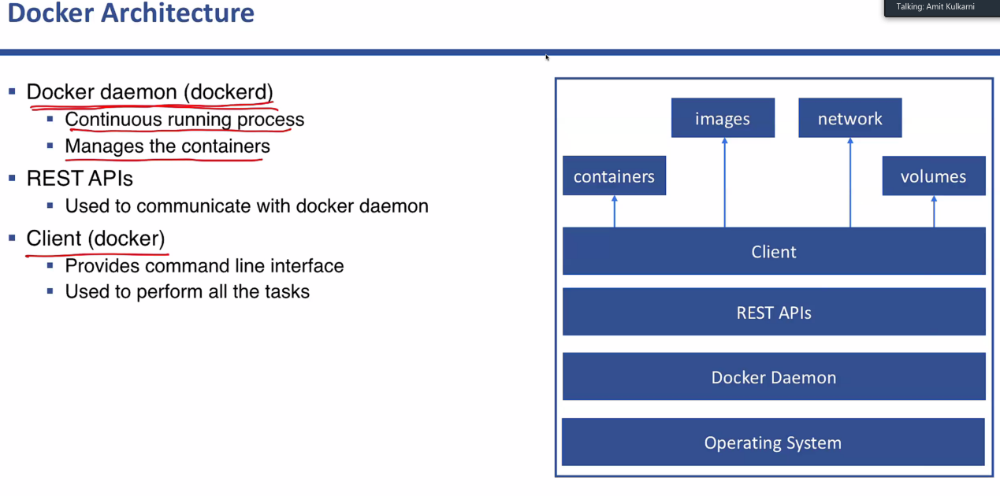 Docker Architecture
Talking: Amit Kulkarni
Docker daemon (dockerd)
Continuous running process
Manages the containers
REST APIs
Used to communicate with docker daemon
Client (docker)
Provides command line interface
Used to perform all the tasks
images
network
containers
volumes
Client
REST APIs
Docker Daemon
Operating System